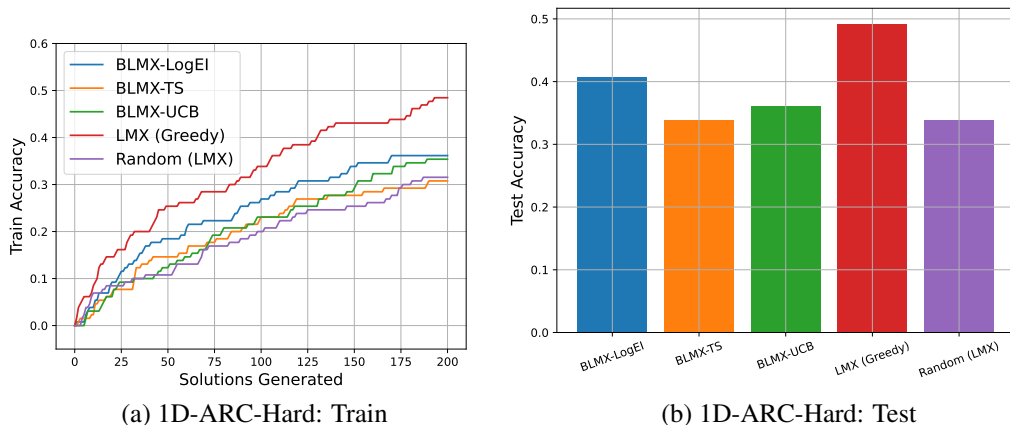 0.6
0.5
0.4
0.3
0.2
0.1
0.0
Train Accuracy
BLMX-LogEI
BLMX-TS
BLMX-UCB
LMX (Greedy)
Random (LMX)
0 25 50 75 100 125 150 175 200
Solutions Generated
(a) 1D-ARC-Hard: Train
0.5
0.4
0.3
0.2
0.1
0.0
Test Accuracy
BLMX-LogEI BLMX-TS BLMX-UCB LMX (Greedy) Random (LMX)
(b) 1D-ARC-Hard: Test